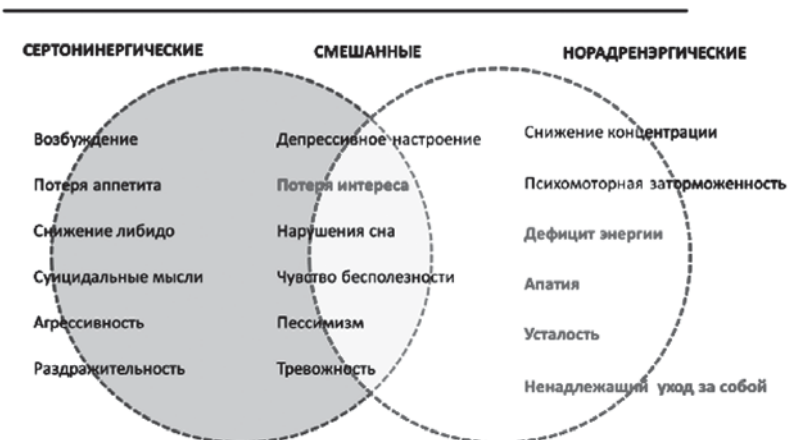 СЕРТОНИНЕРГИЧЕСКИЕ
СМЕШАННЫЕ
НОРАДРЕНЭРГИЧЕСКИЕ
Возбуждение
Потеря аппетита
Снижение либидо
Суицидальные мысли
Агрессивность
Раздражительность
Депрессивное настроение
Потеря интереса
Нарушения сна
Чувство бесполезности
Пессимизм
Тревожность
Снижение концентрации
Психомоторная заторможенность
Дефицит энергии
Апатия
Усталость
Ненадлежащий уход за собой